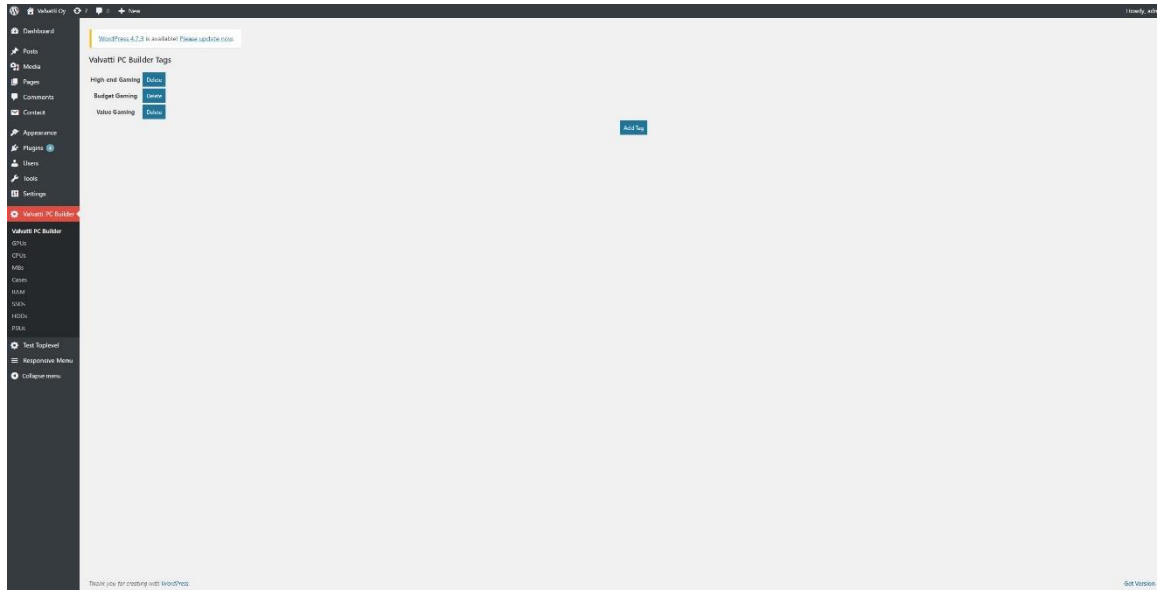 Valvatti Oy 7 + New
Howdy, adm
Dashboard
Posts
Media
Pages
Comments
Contact
Appearance
Plugins
Users
Tools
Settings
Valvatti PC Builder
Valvatti PC Builder
GPUs
CPUs
MBs
Cases
RAM
SSDs
HDDs
PSUs
Test Toplevel
Responsive Menu
Collapse menu
WordPress 4.7.3 is available! Please update now.
Valvatti PC Builder Tags
High-end Gaming Delete
Budget Gaming Delete
Value Gaming Delete
Add Tag
Thank you for creating with WordPress.
Get Version